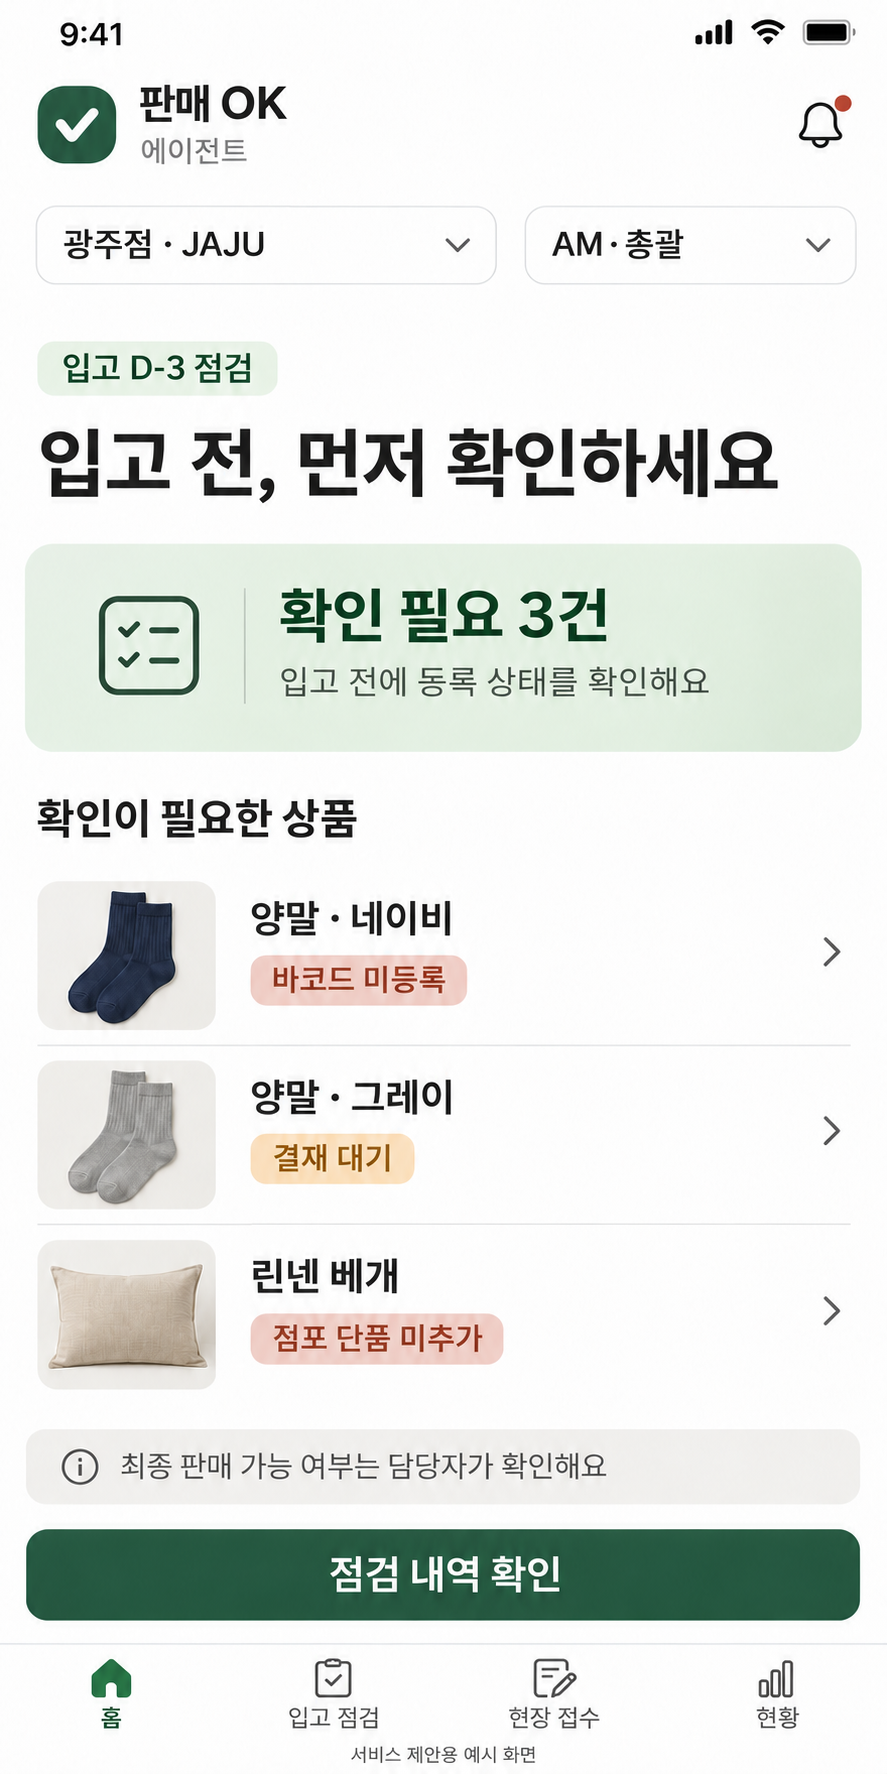 9:41
판매 OK
에이전트
광주점 · JAJU
AM · 총괄
입고 D-3 점검
입고 전, 먼저 확인하세요
확인 필요 3건
입고 전에 등록 상태를 확인해요
확인이 필요한 상품
양말 · 네이비
바코드 미등록
양말 · 그레이
결재 대기
린넨 베개
점포 단품 미추가
최종 판매 가능 여부는 담당자가 확인해요
점검 내역 확인
홈
입고 점검
현장 접수
현황
서비스 제안용 예시 화면